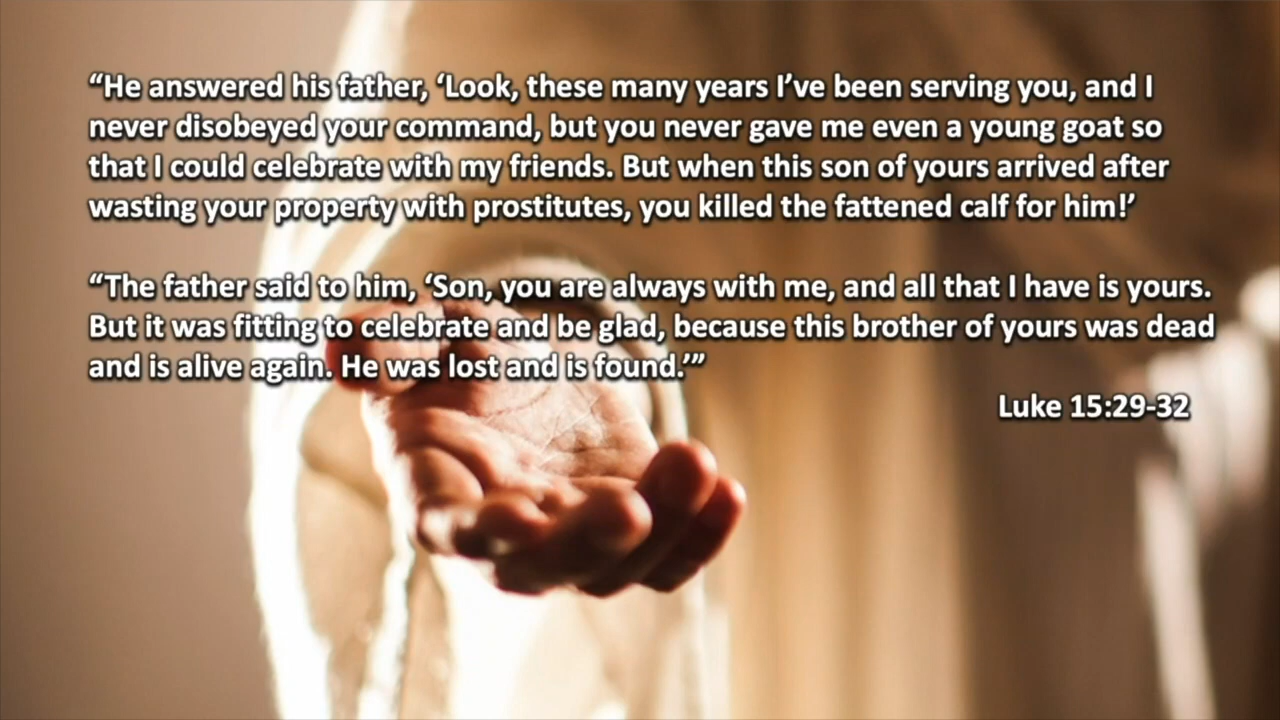 “He answered his father, ‘Look, these many years I’ve been serving you, and I
never disobeyed your command, but you never gave me even a young goat so
that I could celebrate with my friends. But when this son of yours arrived after
wasting your property with prostitutes, you killed the fattened calf for him!’
“The father said to him, ‘Son, you are always with me, and all that I have is yours.
But it was fitting to celebrate and be glad, because this brother of yours was dead
and is alive again. He was lost and is found.’”
Luke 15:29-32